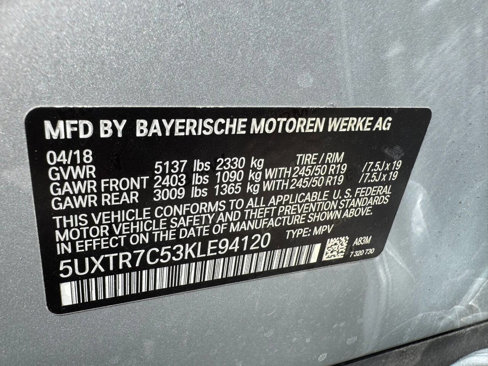 MFD BY BAYERISCHE MOTOREN WERKE AG
04/18
GVWR 5137 lbs 2330 kg TIRE / RIM
GAWR FRONT 2403 lbs 1090 kg WITH 245/50 R19 / 7.5J x 19
GAWR REAR 3009 lbs 1365 kg WITH 245/50 R19 / 7.5J x 19
THIS VEHICLE CONFORMS TO ALL APPLICABLE U. S. FEDERAL
MOTOR VEHICLE SAFETY AND THEFT PREVENTION STANDARDS
IN EFFECT ON THE DATE OF MANUFACTURE SHOWN ABOVE.
5UXTR7C53KLE94120 TYPE: MPV
A83M
7 320 730